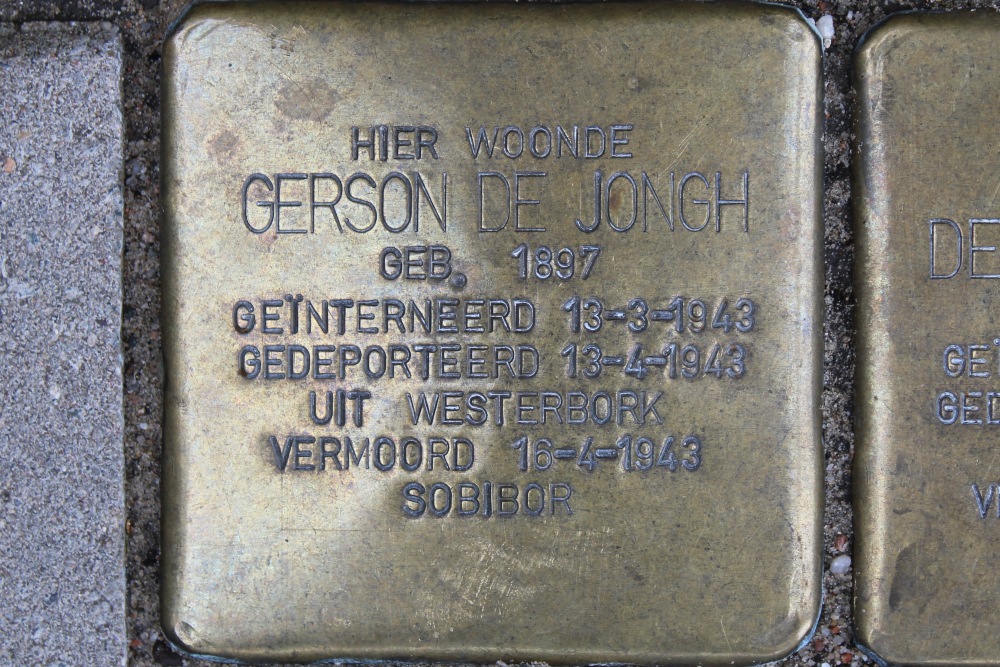 HIER WOONDE
GERSON DE JONGH
GEB. 1897
GEÏNTERNEERD 13-3-1943
GEDEPORTEERD 13-4-1943
UIT WESTERBORK
VERMOORD 16-4-1943
SOBIBOR
DE